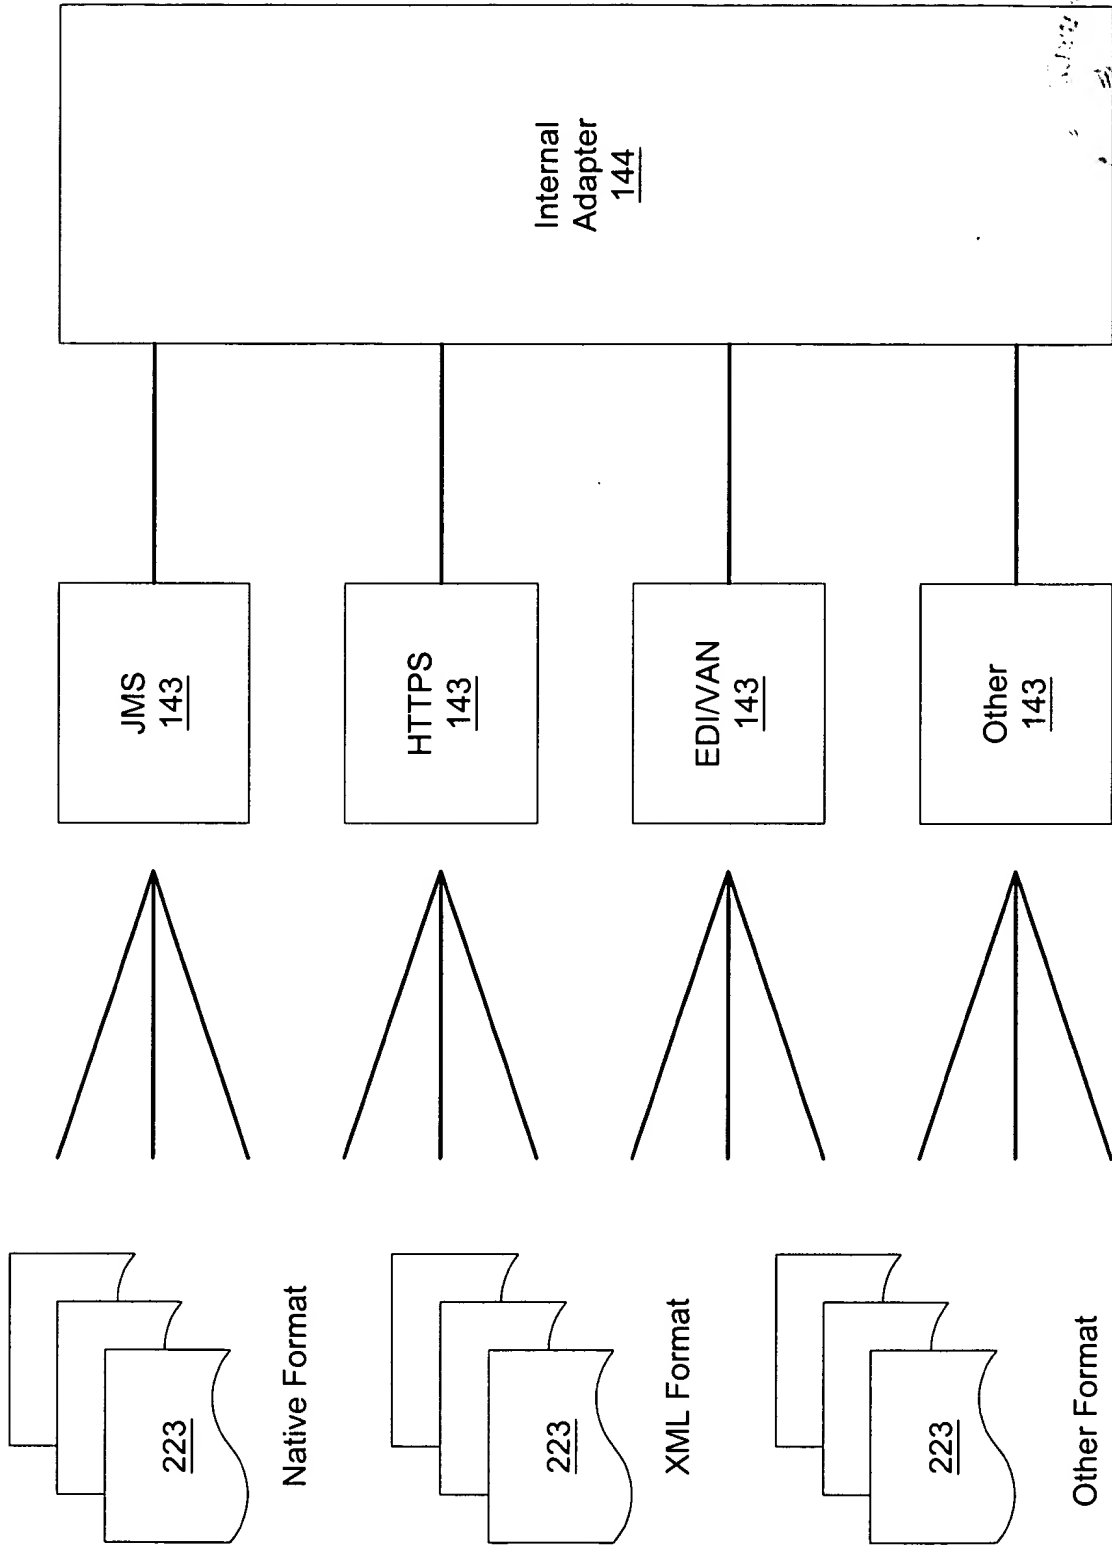 223
Native Format
223
XML Format
223
Other Format
JMS
143
HTTPS
143
EDI/VAN
143
Other
143
Internal
Adapter
144